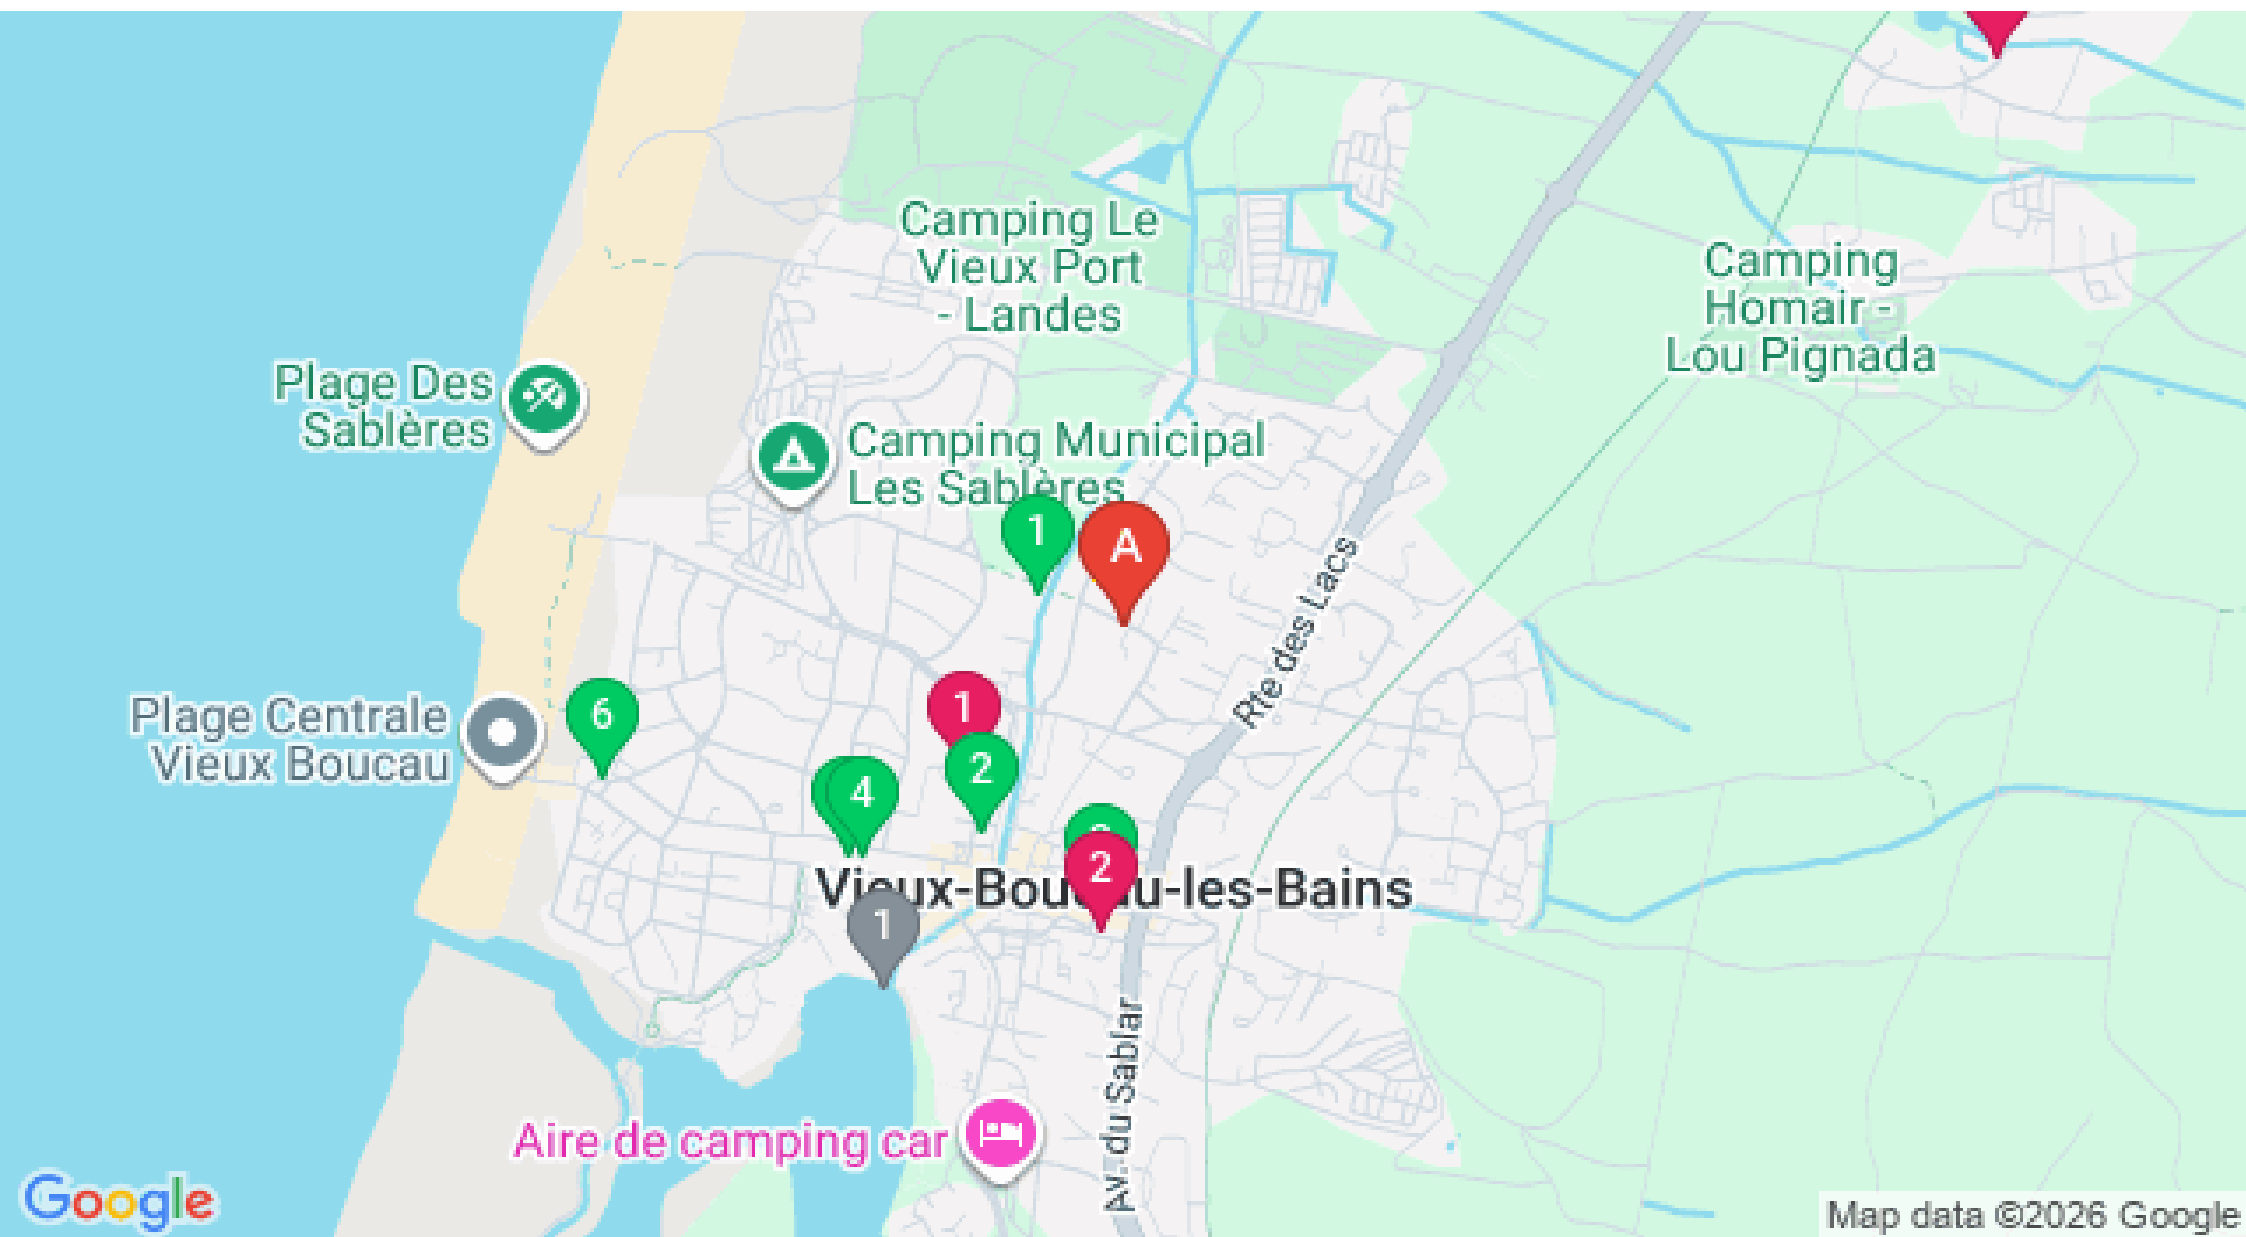 Camping Le
Vieux Port
- Landes
Camping
Homair -
Lou Pignada
Plage Des
Sablères
Camping Municipal
Les Sablères
1
A
Rte des Lacs
6
Plage Centrale
Vieux Boucau
1
2
4
2
1
Av. du Sablar
Aire de camping car
Google
Map data ©2026 Google